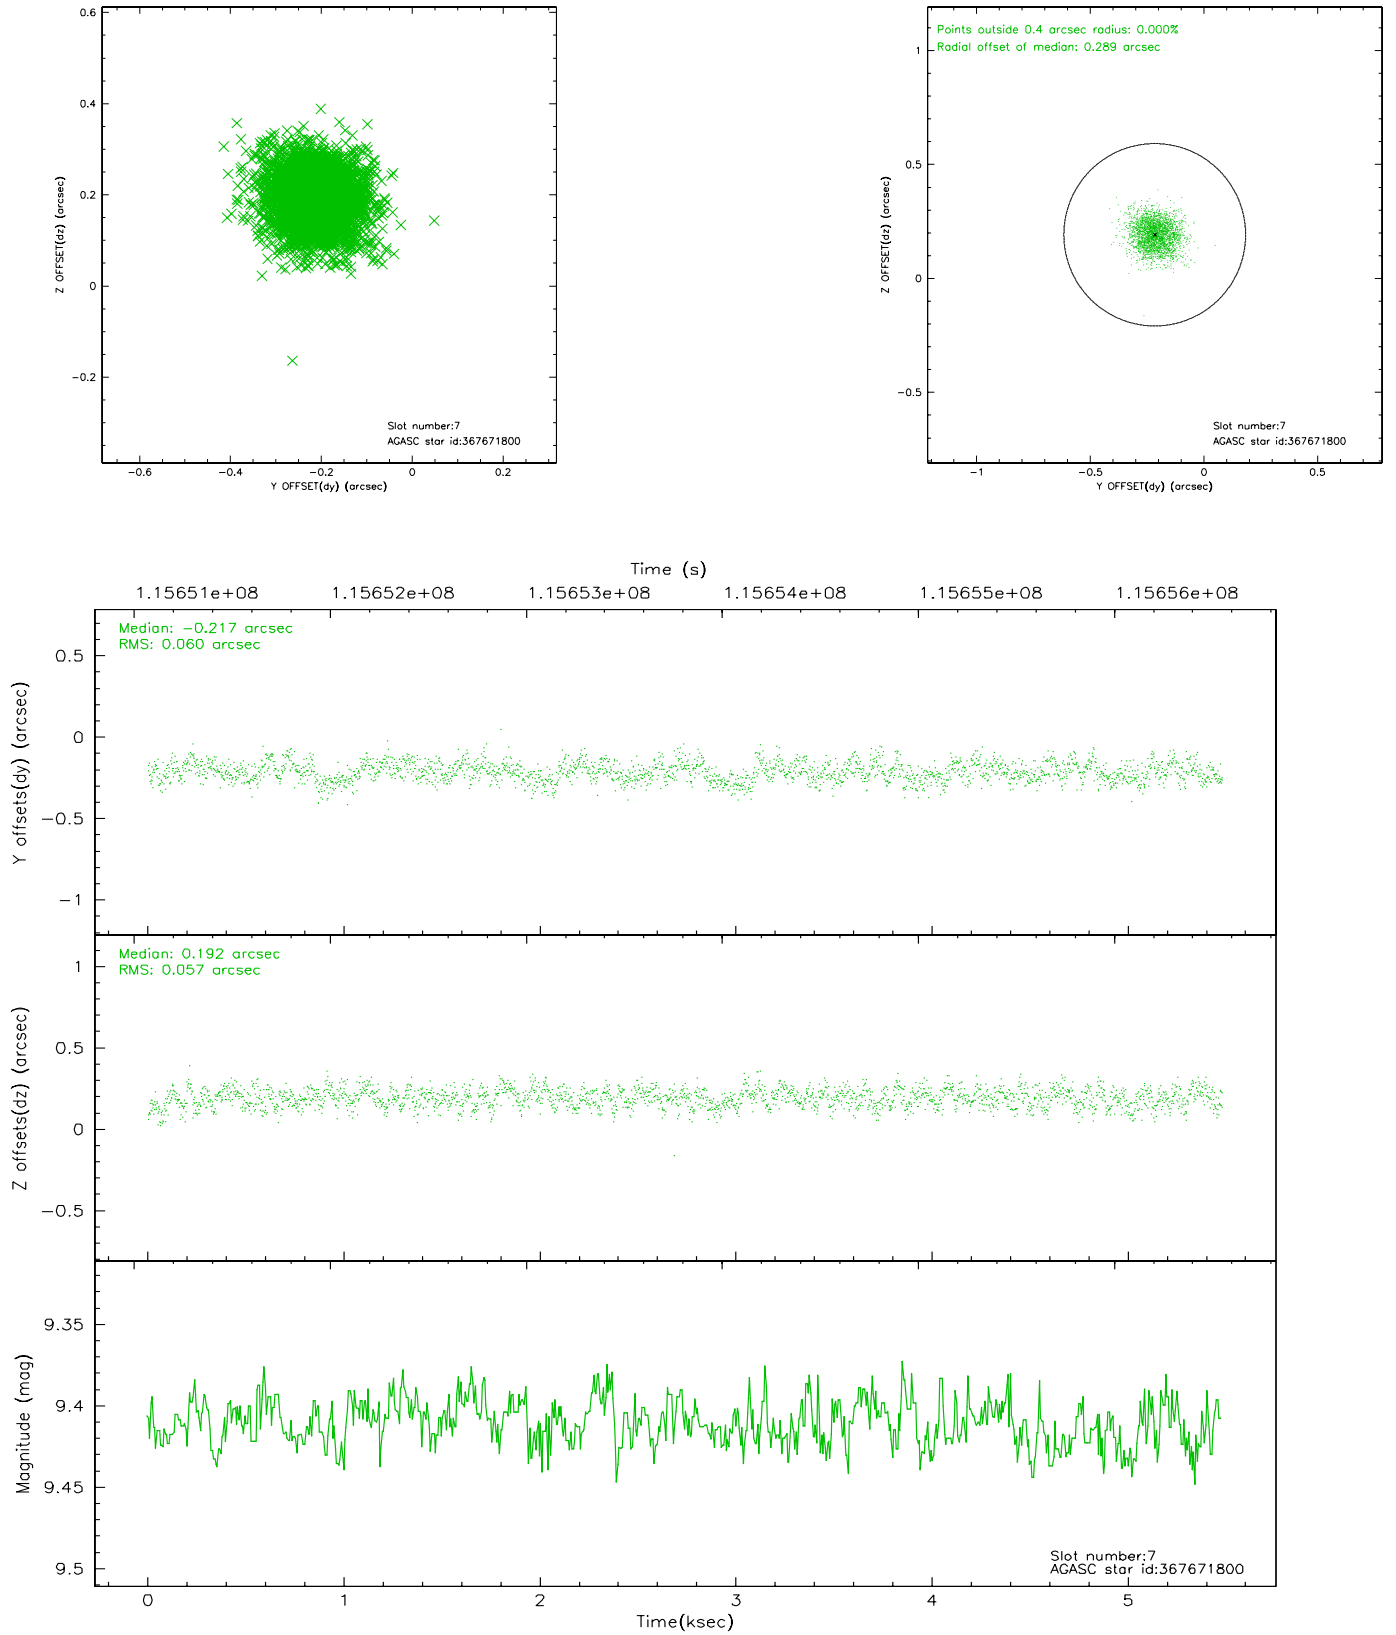 0.6
0.4
0.2
0
−0.2
Z OFFSET(dz) (arcsec)
Slot number:7
AGASC star id:367671800
−0.6 −0.4 −0.2 0 0.2
Y OFFSET(dy) (arcsec)
Points outside 0.4 arcsec radius: 0.000%
Radial offset of median: 0.289 arcsec
1
0.5
0
−0.5
Z OFFSET(dz) (arcsec)
Slot number:7
AGASC star id:367671800
−1 −0.5 0 0.5
Y OFFSET(dy) (arcsec)
Time (s)
1.15651e+08 1.15652e+08 1.15653e+08 1.15654e+08 1.15655e+08 1.15656e+08
Median: −0.217 arcsec
RMS: 0.060 arcsec
0.5
0
−0.5
−1
Y offsets(dy) (arcsec)
Median: 0.192 arcsec
RMS: 0.057 arcsec
1
0.5
0
−0.5
Z offsets(dz) (arcsec)
9.35
9.4
9.45
9.5
Magnitude (mag)
Slot number:7
AGASC star id:367671800
0 1 2 3 4 5
Time(ksec)